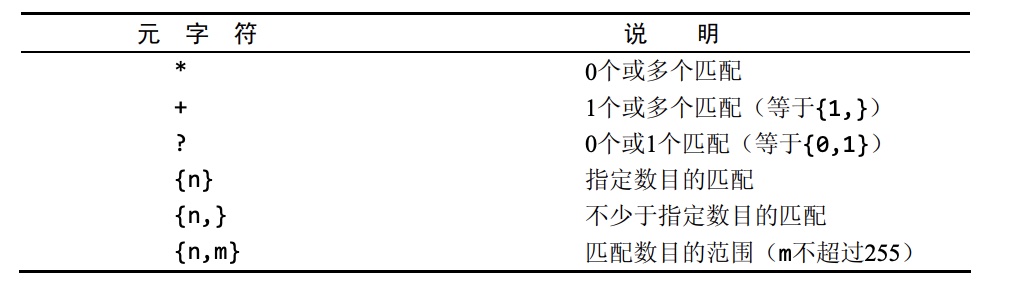 元 字 符 说 明
* 0个或多个匹配
+ 1个或多个匹配（等于{1,}）
? 0个或1个匹配（等于{0,1}）
{n} 指定数目的匹配
{n,} 不少于指定数目的匹配
{n,m} 匹配数目的范围（m不超过255）